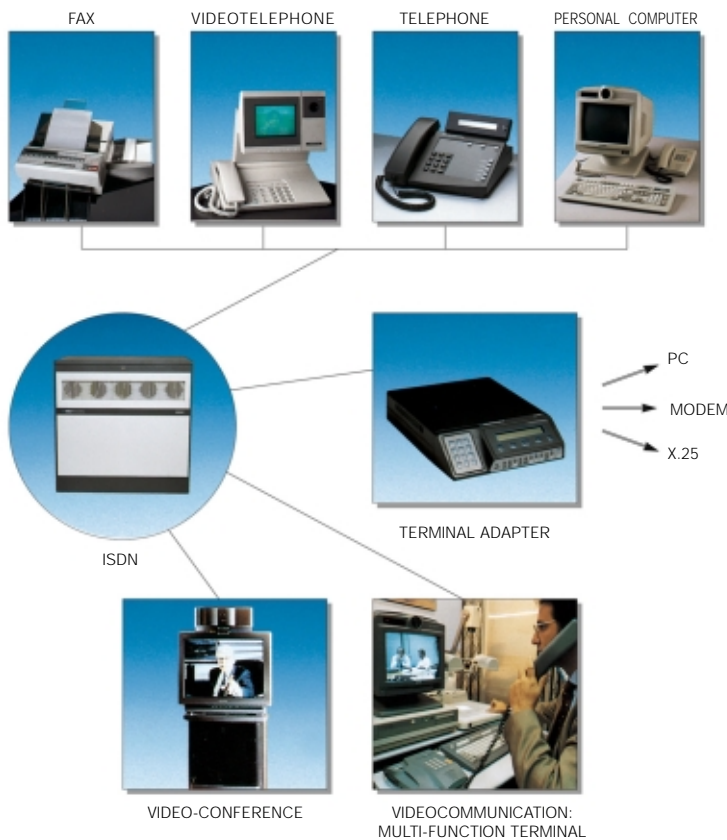 FAX
VIDEOTELEPHONE
TELEPHONE
PERSONAL COMPUTER
PC
MODEM
X.25
TERMINAL ADAPTER
ISDN
VIDEO-CONFERENCE
VIDEOCOMMUNICATION:
MULTI-FUNCTION TERMINAL